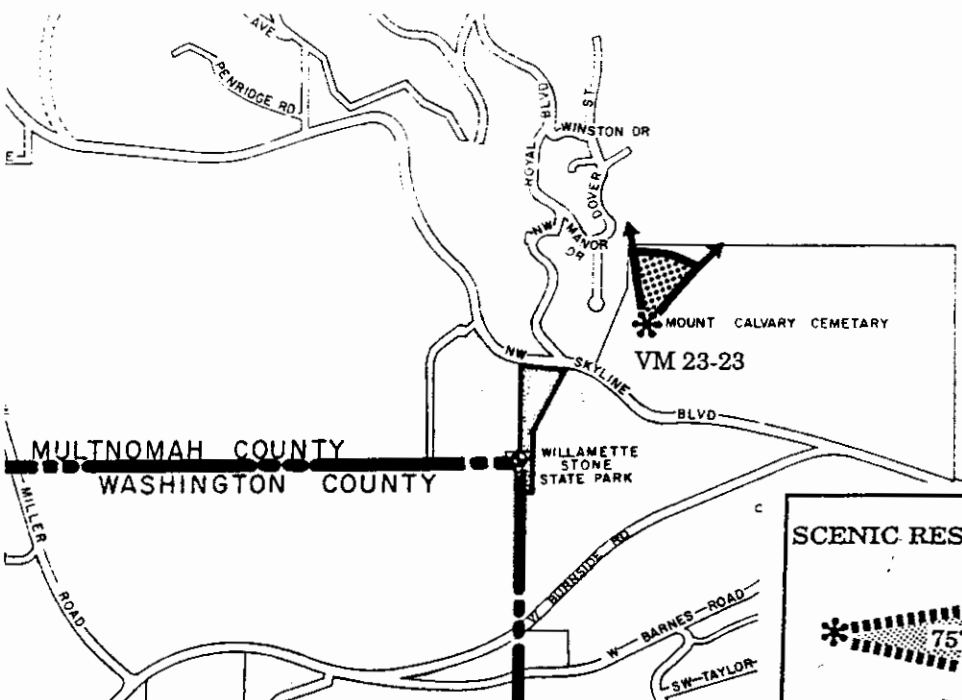 AVE
PENRIDGE RD
ROYAL BLVD
ST
WINSTON DR
DOVER
NW MANOR DR
E
MOUNT CALVARY CEMETARY
VM 23-23
NW SKYLINE BLVD
MULTNOMAH COUNTY
WASHINGTON COUNTY
WILLAMETTE
STONE
STATE PARK
MILLER ROAD
C
W BURNSIDE RD
W BARNES ROAD
SW TAYLOR
SCENIC RES
75'